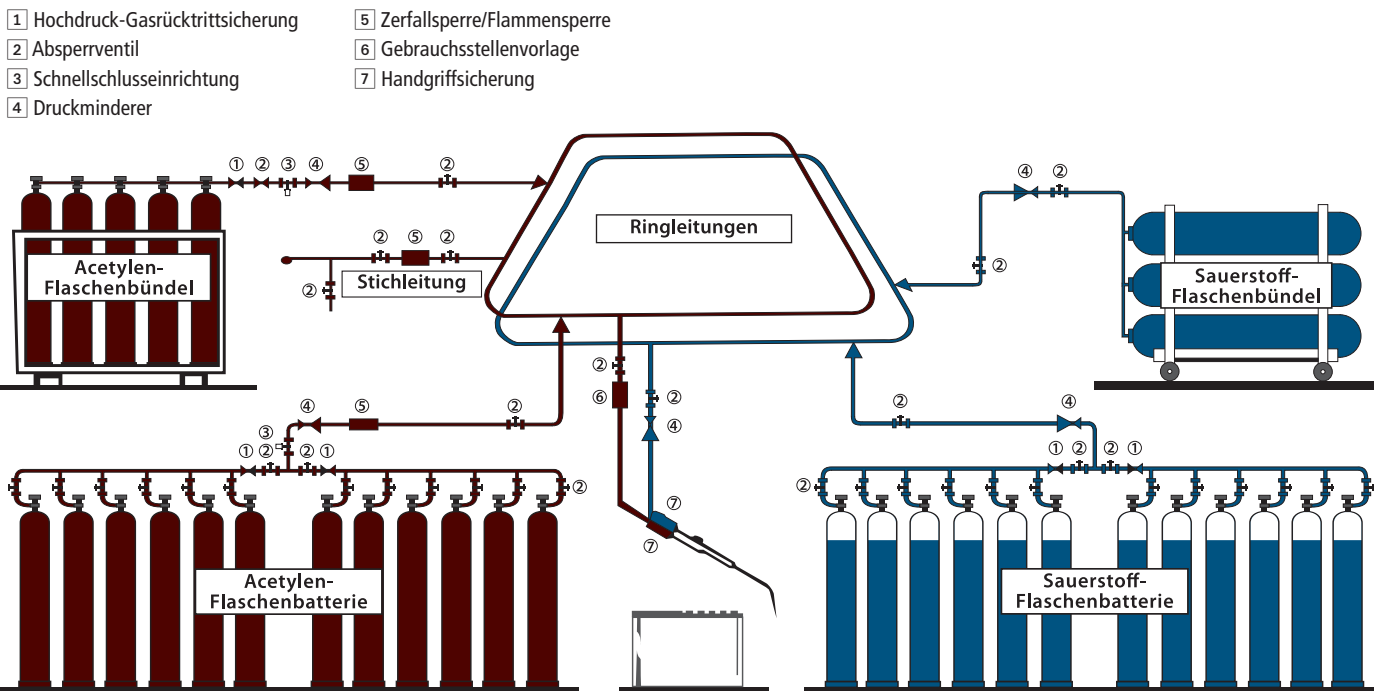 1 Hochdruck-Gasrücktrittsicherung
2 Absperrventil
3 Schnellschlusseinrichtung
4 Druckminderer
5 Zerfallsperre/Flammensperre
6 Gebrauchsstellenvorlage
7 Handgriffsicherung
① ② ③ ④ ⑤ ②
④ ②
Ringleitungen
② ⑤ ②
Stichleitung
②
②
Acetylen-
Flaschenbündel
Sauerstoff-
Flaschenbündel
②
⑥
②
④
④ ⑤ ②
③
① ② ② ①
②
② ④
① ② ② ①
②
⑦
⑦
Acetylen-
Flaschenbatterie
Sauerstoff-
Flaschenbatterie